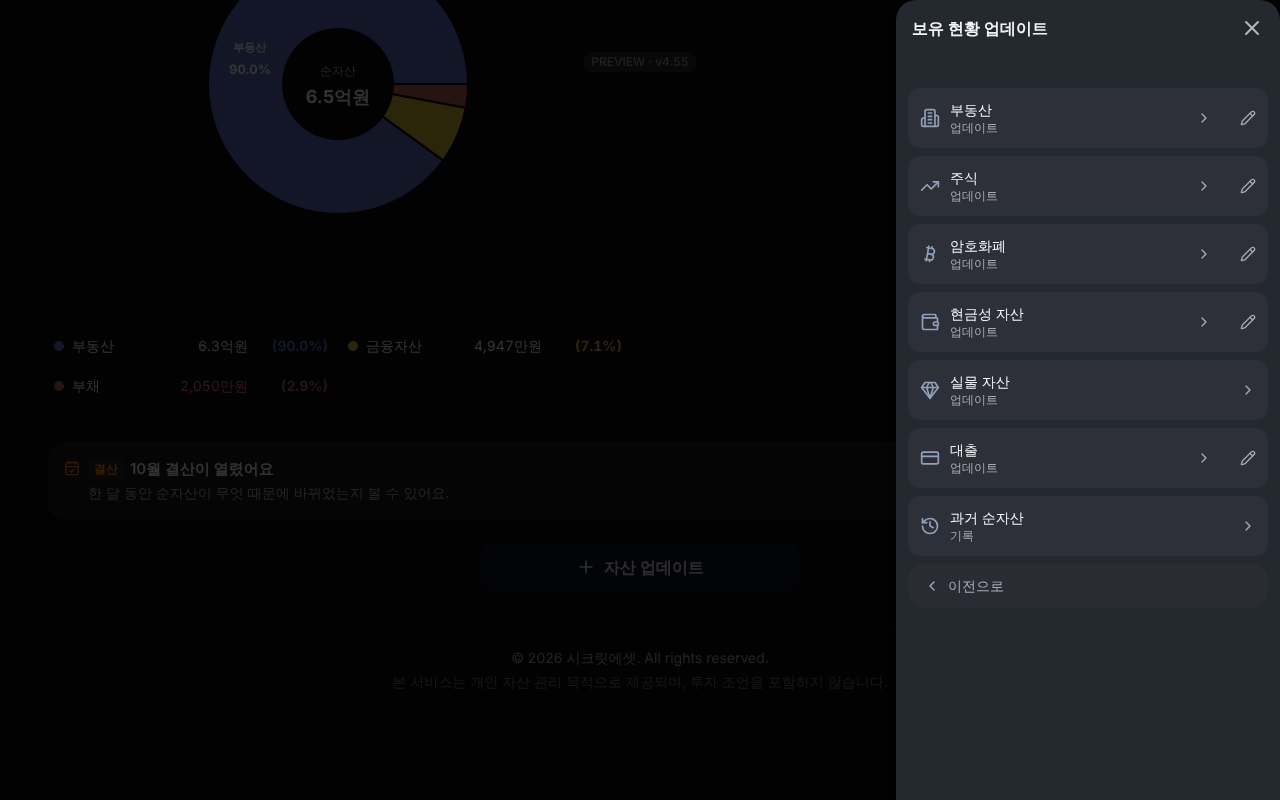 부동산
90.0%
순자산
6.5억원
PREVIEW · v4.55
부동산 6.3억원 (90.0%) 금융자산 4,947만원 (7.1%)
부채 2,050만원 (2.9%)
결산 10월 결산이 열렸어요
한 달 동안 순자산이 무엇 때문에 바뀌었는지 볼 수 있어요.
자산 업데이트
© 2026 시크릿에셋. All rights reserved.
본 서비스는 개인 자산 관리 목적으로 제공되며, 투자 조언을 포함하지 않습니다.
보유 현황 업데이트
부동산
업데이트
주식
업데이트
암호화폐
업데이트
현금성 자산
업데이트
실물 자산
업데이트
대출
업데이트
과거 순자산
기록
이전으로